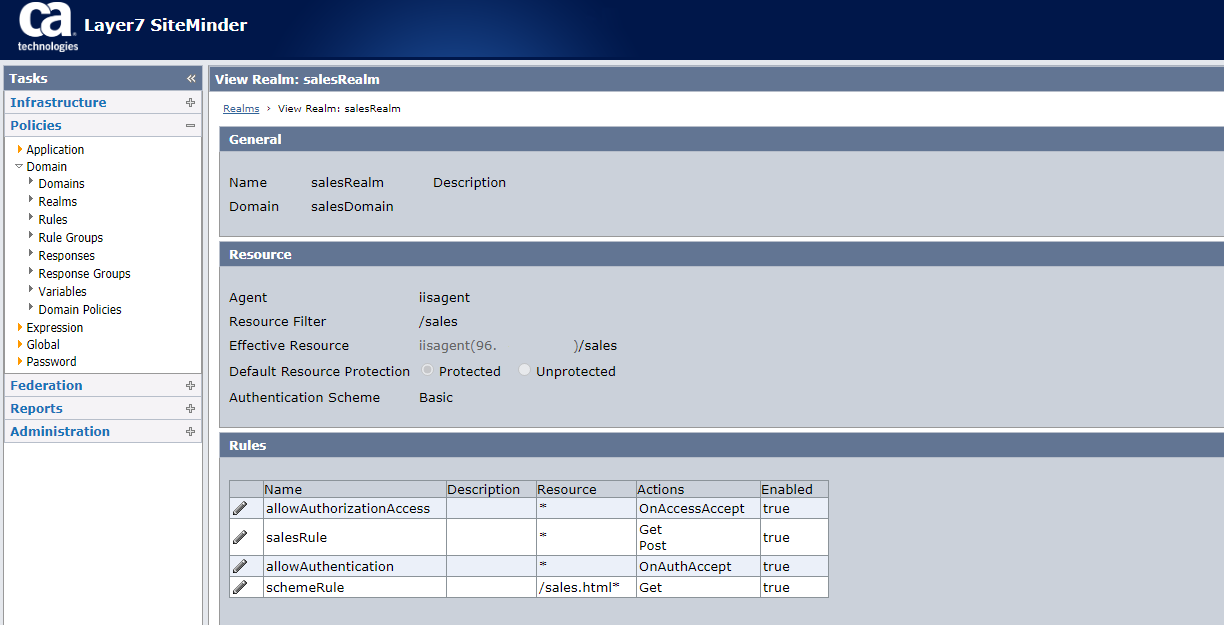 ca
technologies
Layer7 SiteMinder
Tasks «
Infrastructure
Policies
Application
Domain
Domains
Realms
Rules
Rule Groups
Responses
Response Groups
Variables
Domain Policies
Expression
Global
Password
Federation
Reports
Administration
View Realm: salesRealm
Realms › View Realm: salesRealm
General
Name salesRealm Description
Domain salesDomain
Resource
Agent iisagent
Resource Filter /sales
Effective Resource iisagent(96. )/sales
Default Resource Protection Protected Unprotected
Authentication Scheme Basic
Rules
Name Description Resource Actions Enabled
allowAuthorizationAccess * OnAccessAccept true
salesRule * Get Post true
allowAuthentication * OnAuthAccept true
schemeRule /sales.html* Get true